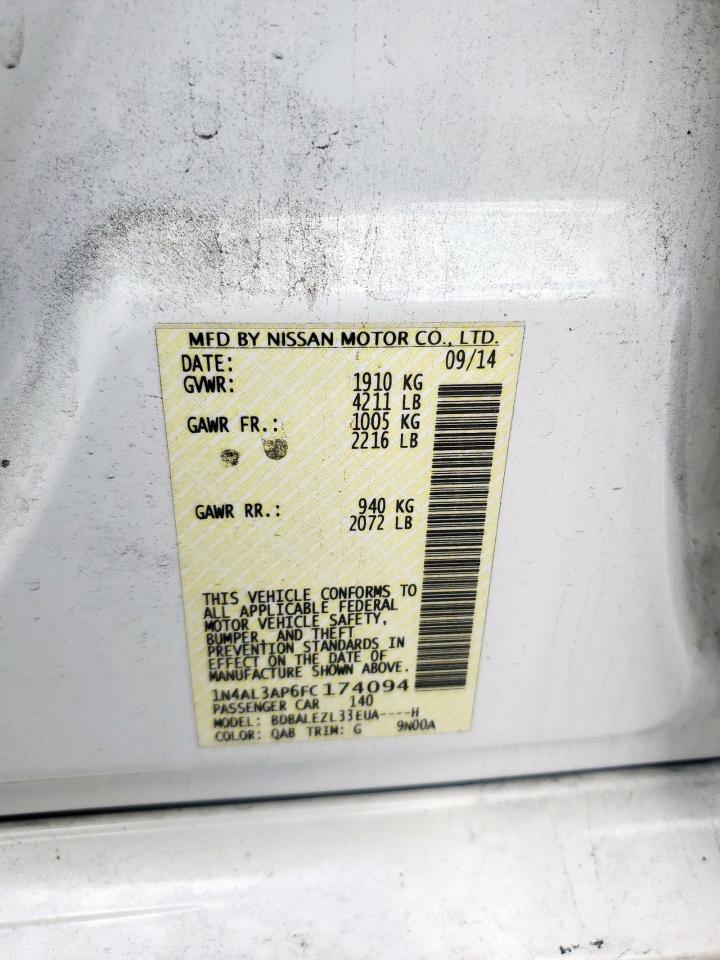 MFD BY NISSAN MOTOR CO., LTD.
DATE: 09/14
GVWR: 1910 KG
4211 LB
GAWR FR.: 1005 KG
2216 LB
GAWR RR.: 940 KG
2072 LB
THIS VEHICLE CONFORMS TO
ALL APPLICABLE FEDERAL
MOTOR VEHICLE SAFETY,
BUMPER, AND THEFT
PREVENTION STANDARDS IN
EFFECT ON THE DATE OF
MANUFACTURE SHOWN ABOVE.
1N4AL3AP6FC174094
PASSENGER CAR 140
MODEL: BDBALEZL33EUA----H
COLOR: QAB TRIM: G 9N00A